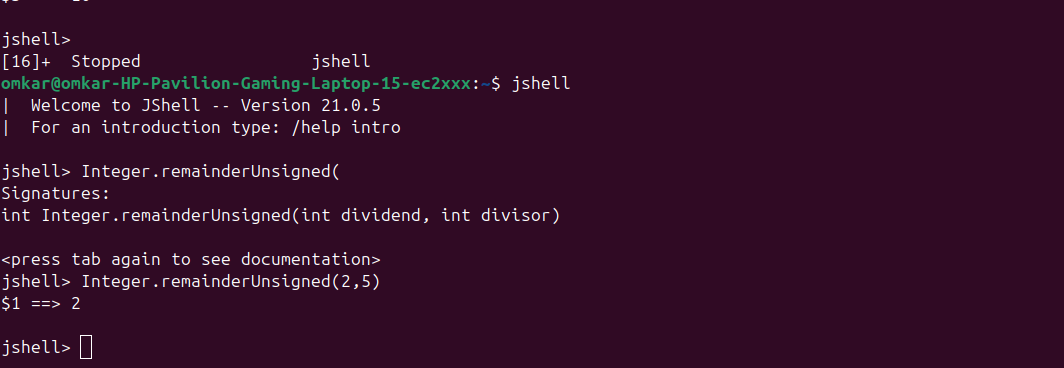 jshell>
[16]+  Stopped                 jshell
omkar@omkar-HP-Pavilion-Gaming-Laptop-15-ec2xxx:~$ jshell
|  Welcome to JShell -- Version 21.0.5
|  For an introduction type: /help intro
jshell> Integer.remainderUnsigned(
Signatures:
int Integer.remainderUnsigned(int dividend, int divisor)
<press tab again to see documentation>
jshell> Integer.remainderUnsigned(2,5)
$1 ==> 2
jshell>